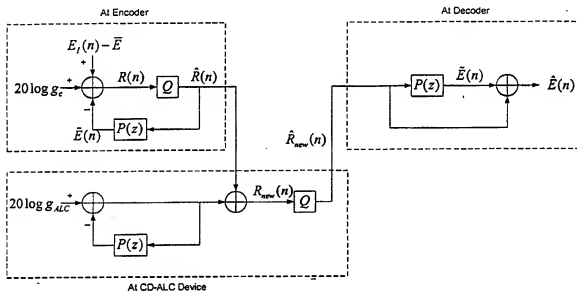 At Encoder
E_I(n) − E̅
+
20 log g_c
+
R(n)
Q
R̂(n)
−
Ẽ(n)
P(z)
At Decoder
P(z)
Ẽ(n)
Ê(n)
R̂_new(n)
20 log g_ALC
+
−
P(z)
R_new(n)
Q
At CD-ALC Device